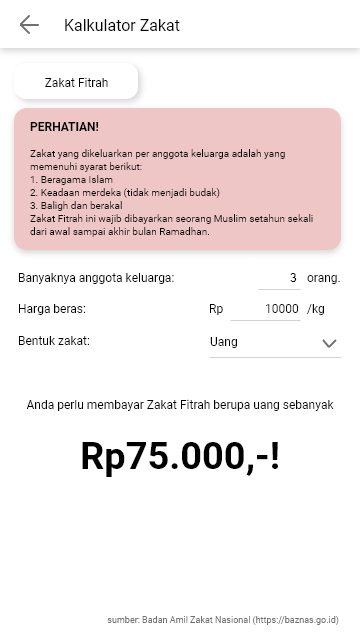 Kalkulator Zakat
Zakat Fitrah
PERHATIAN!
Zakat yang dikeluarkan per anggota keluarga adalah yang
memenuhi syarat berikut:
1. Beragama Islam
2. Keadaan merdeka (tidak menjadi budak)
3. Baligh dan berakal
Zakat Fitrah ini wajib dibayarkan seorang Muslim setahun sekali
dari awal sampai akhir bulan Ramadhan.
Banyaknya anggota keluarga: 3 orang.
Harga beras: Rp 10000 /kg
Bentuk zakat: Uang
Anda perlu membayar Zakat Fitrah berupa uang sebanyak
Rp75.000,-!
sumber: Badan Amil Zakat Nasional (https://baznas.go.id)